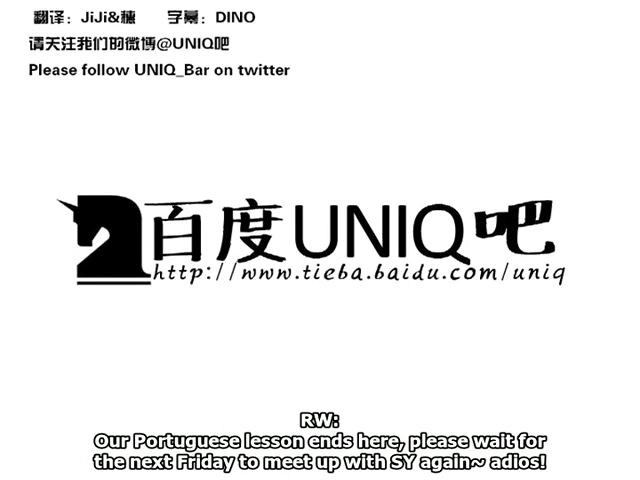 翻译：JiJi&穗 字幕：DINO
请关注我们的微博@UNIQ吧
Please follow UNIQ_Bar on twitter
百度UNIQ吧
http://www.tieba.baidu.com/uniq
RW:
Our Portuguese lesson ends here, please wait for
the next Friday to meet up with SY again~ adios!